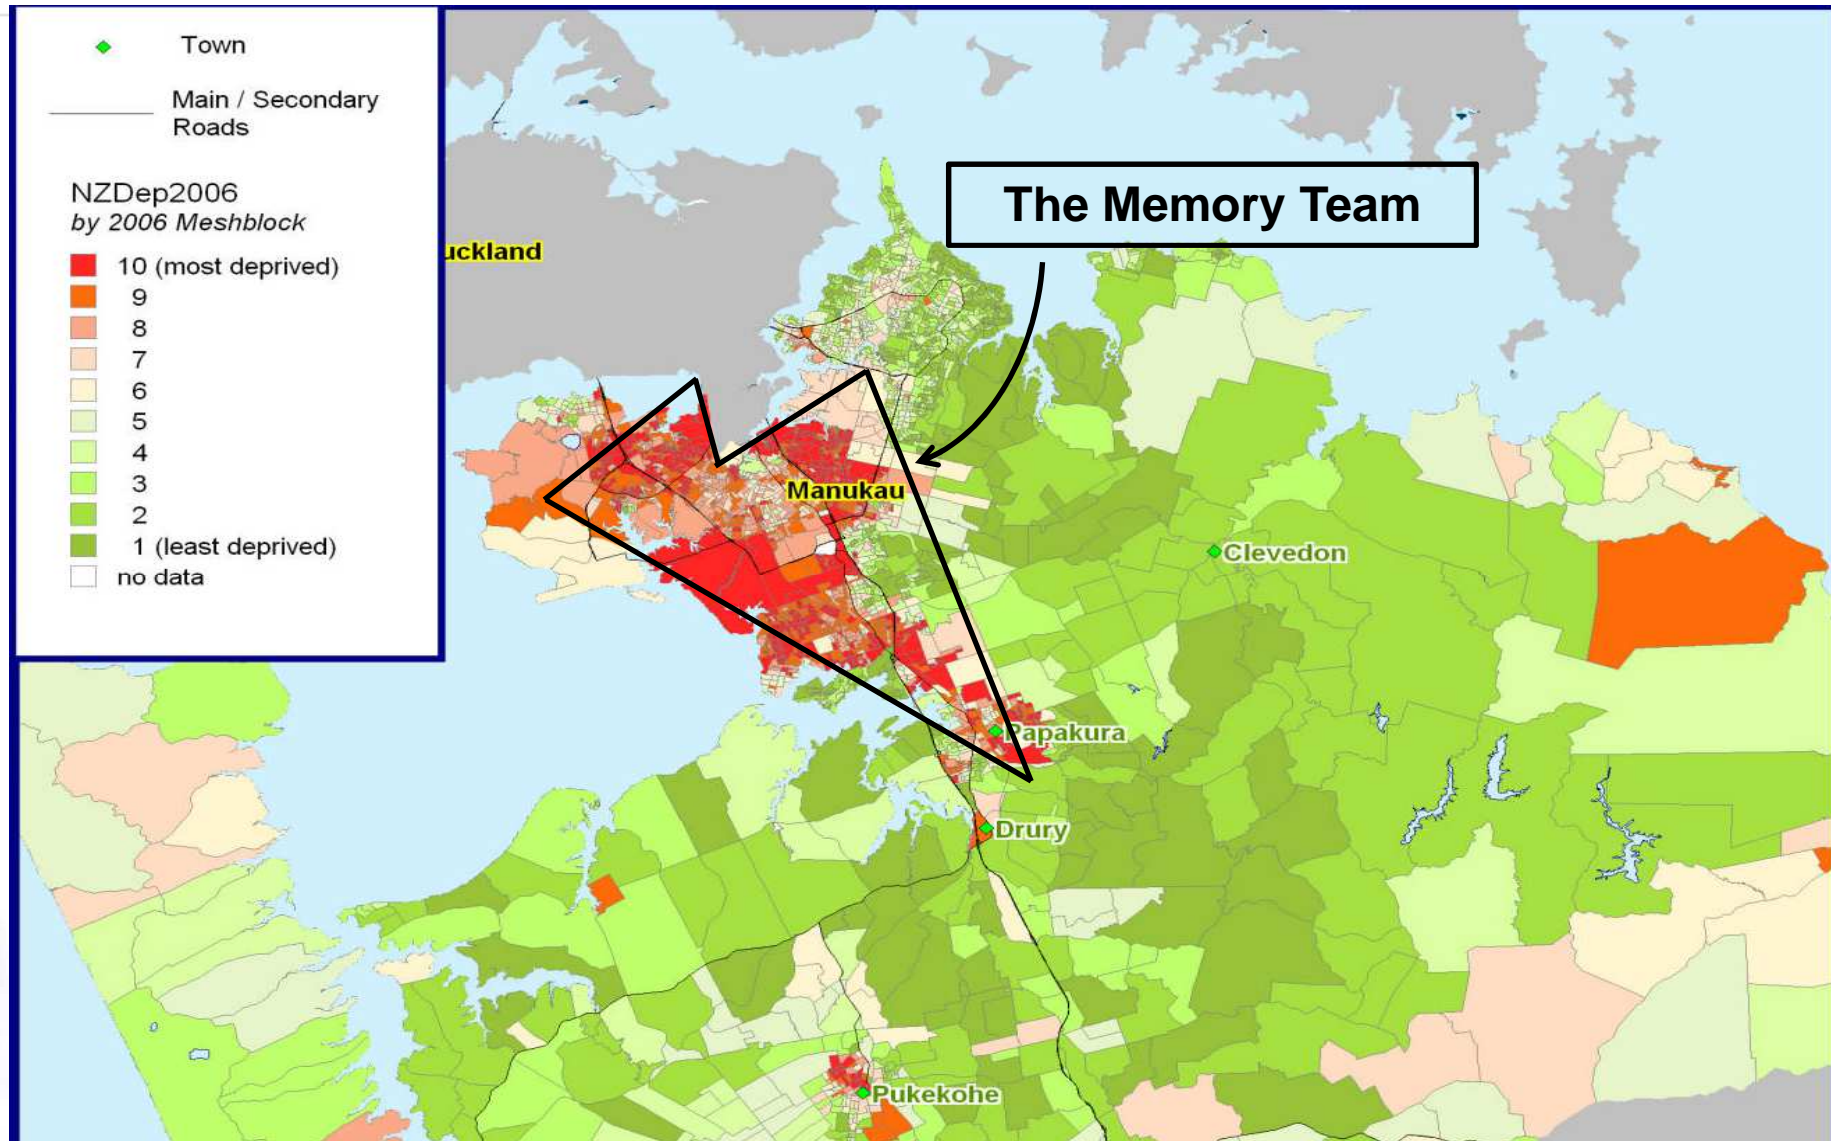 Town
Main / Secondary
Roads
NZDep2006
by 2006 Meshblock
10 (most deprived)
9
8
7
6
5
4
3
2
1 (least deprived)
no data
uckland
The Memory Team
Manukau
Clevedon
Papakura
Drury
Pukekohe